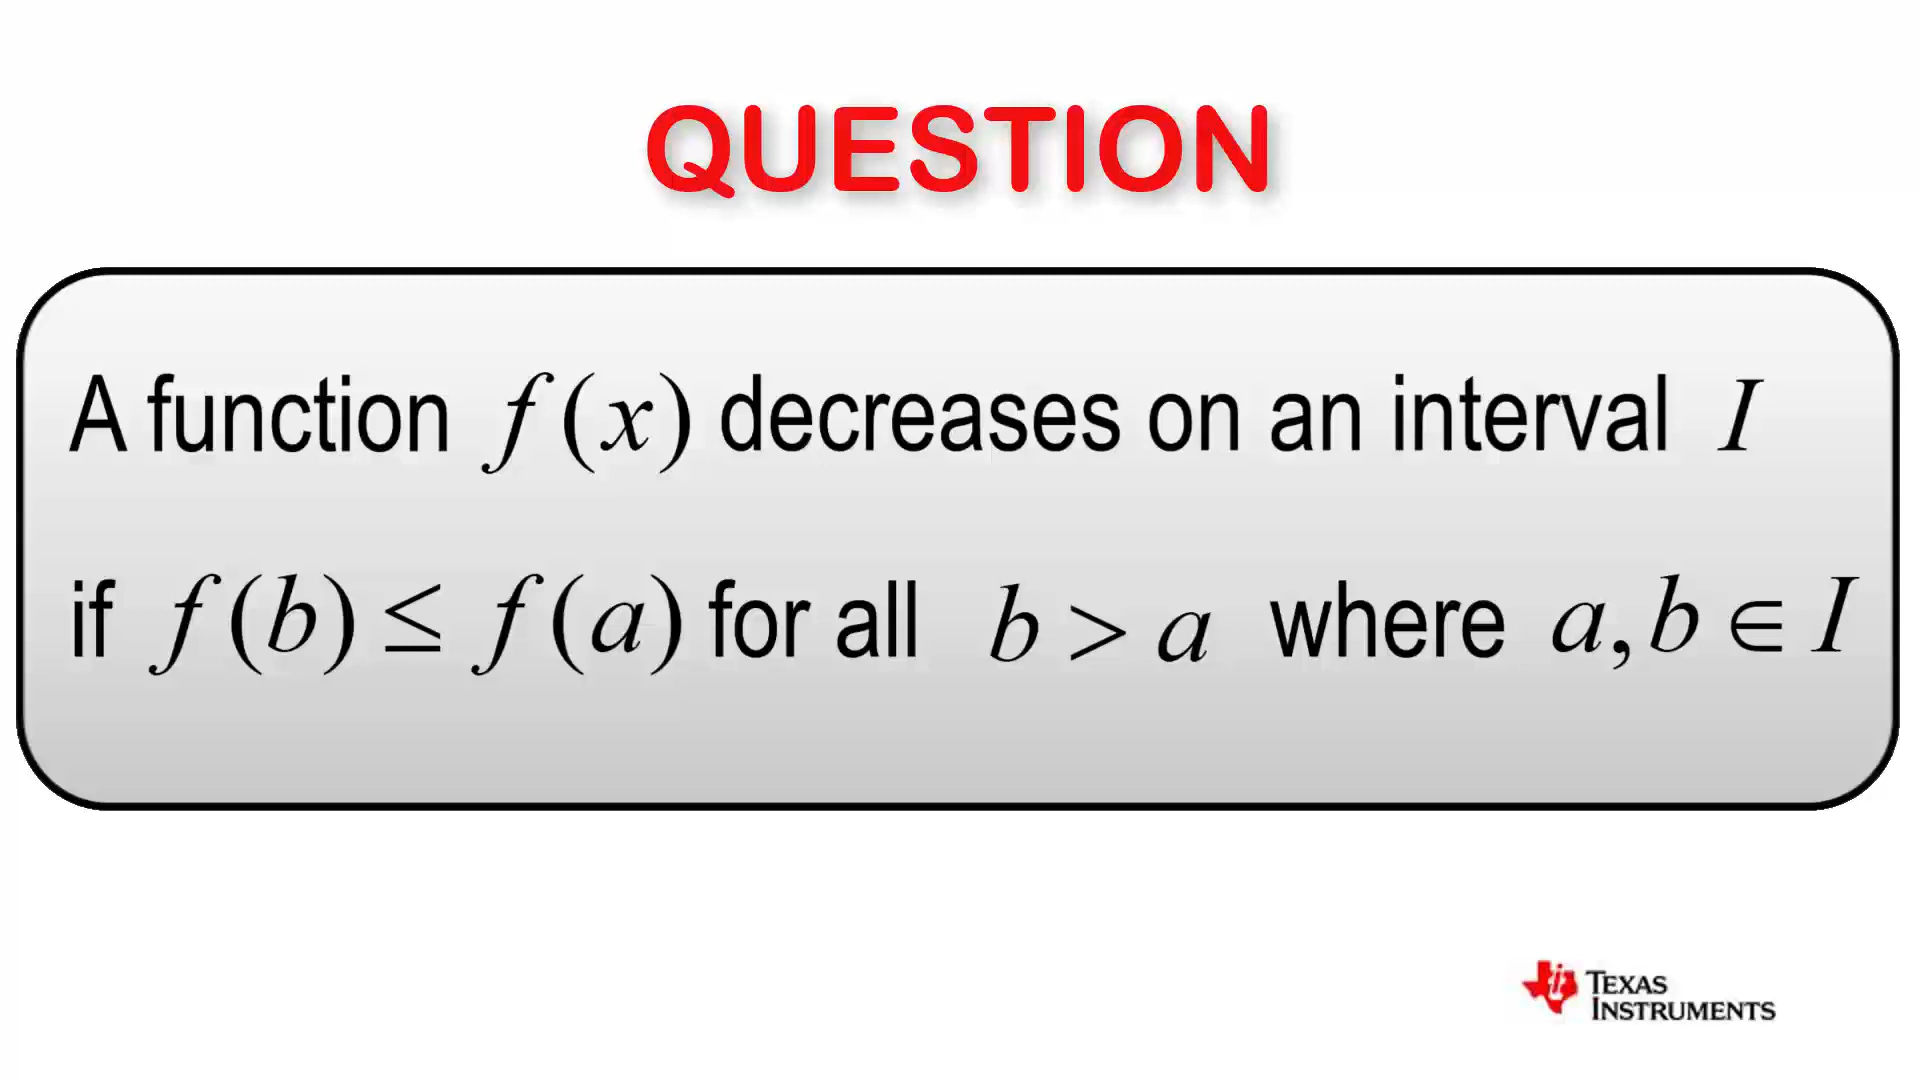 QUESTION
A function f(x) decreases on an interval I
if f(b) ≤ f(a) for all b > a where a, b ∈ I
TEXAS
INSTRUMENTS